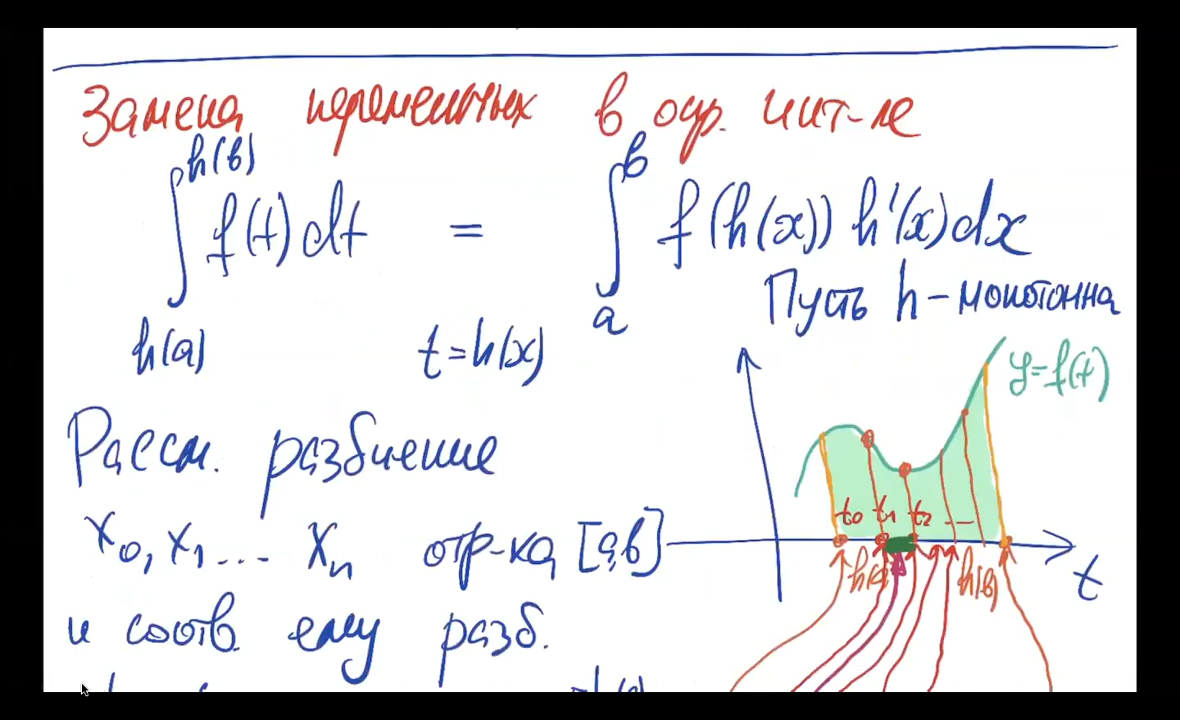 Замена переменных в опр. инт-ле
∫ h(b) h(a) f(t) dt = ∫ b a f(h(x)) h'(x) dx
Пусть h - монотонна
t = h(x)
y = f(t)
Рассм. разбиение
x₀, x₁ ... xₙ отр-ка [a, b]
t₀ t₁ t₂ ...
h(b)
t
и соотв. ему разб.